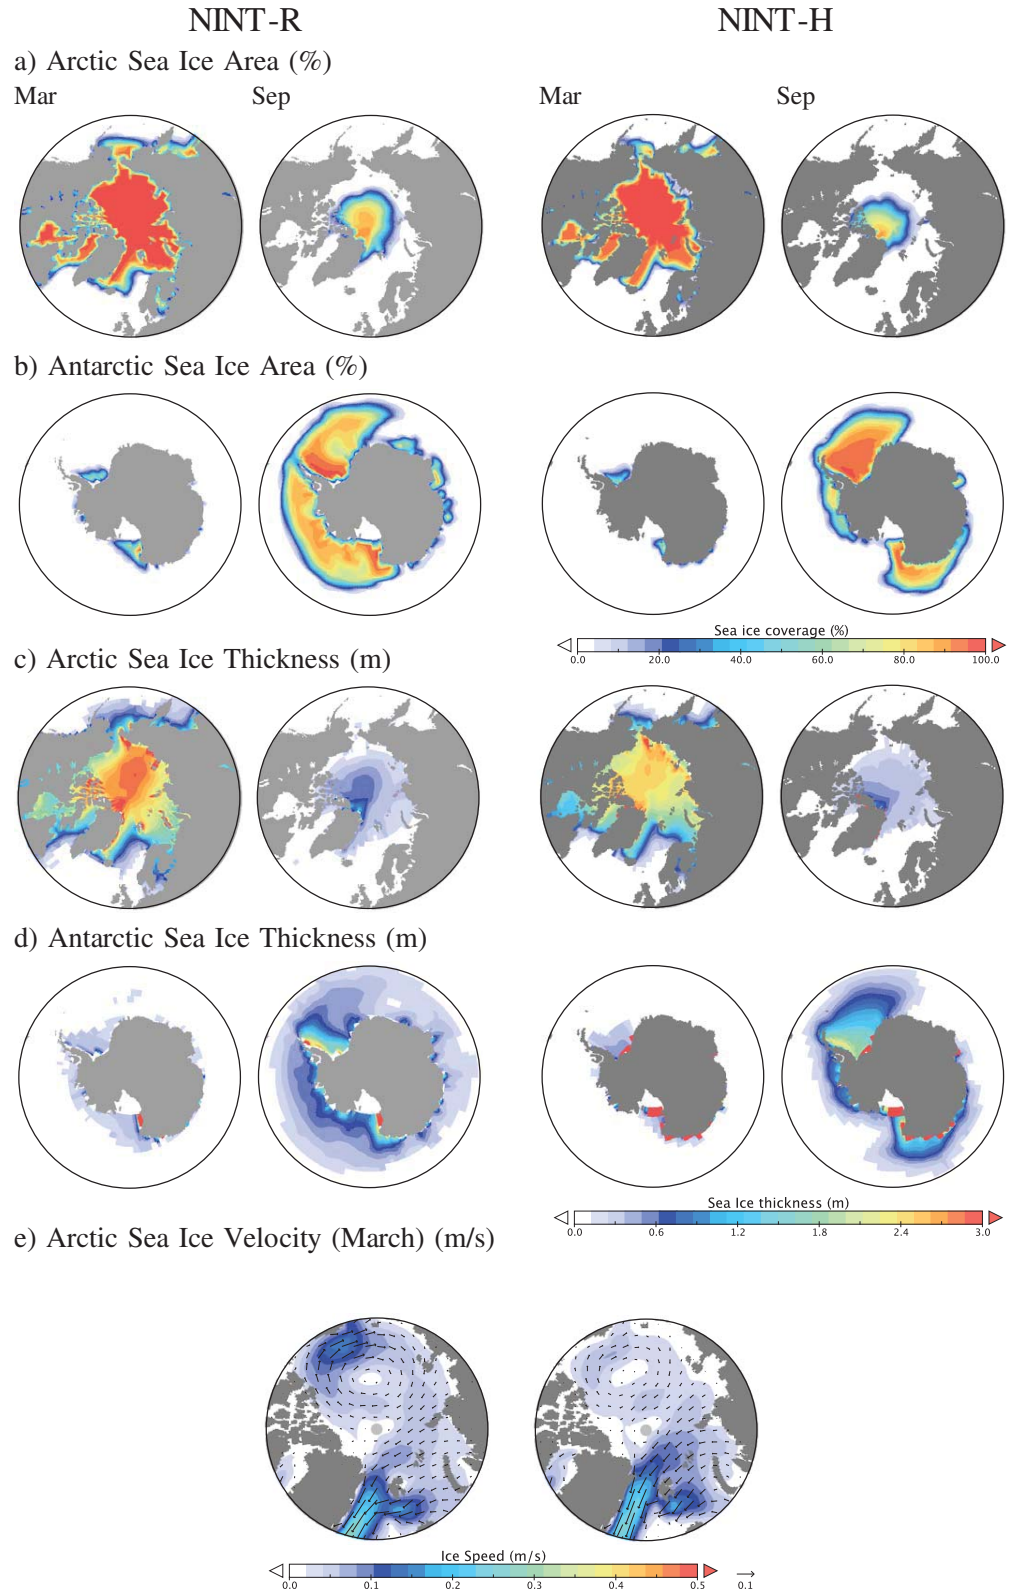 NINT-R NINT-H
a) Arctic Sea Ice Area (%)
Mar Sep Mar Sep
b) Antarctic Sea Ice Area (%)
Sea ice coverage (%)
0.0 20.0 40.0 60.0 80.0 100.0
c) Arctic Sea Ice Thickness (m)
d) Antarctic Sea Ice Thickness (m)
Sea Ice thickness (m)
0.0 0.6 1.2 1.8 2.4 3.0
e) Arctic Sea Ice Velocity (March) (m/s)
Ice Speed (m/s)
0.0 0.1 0.2 0.3 0.4 0.5 0.1